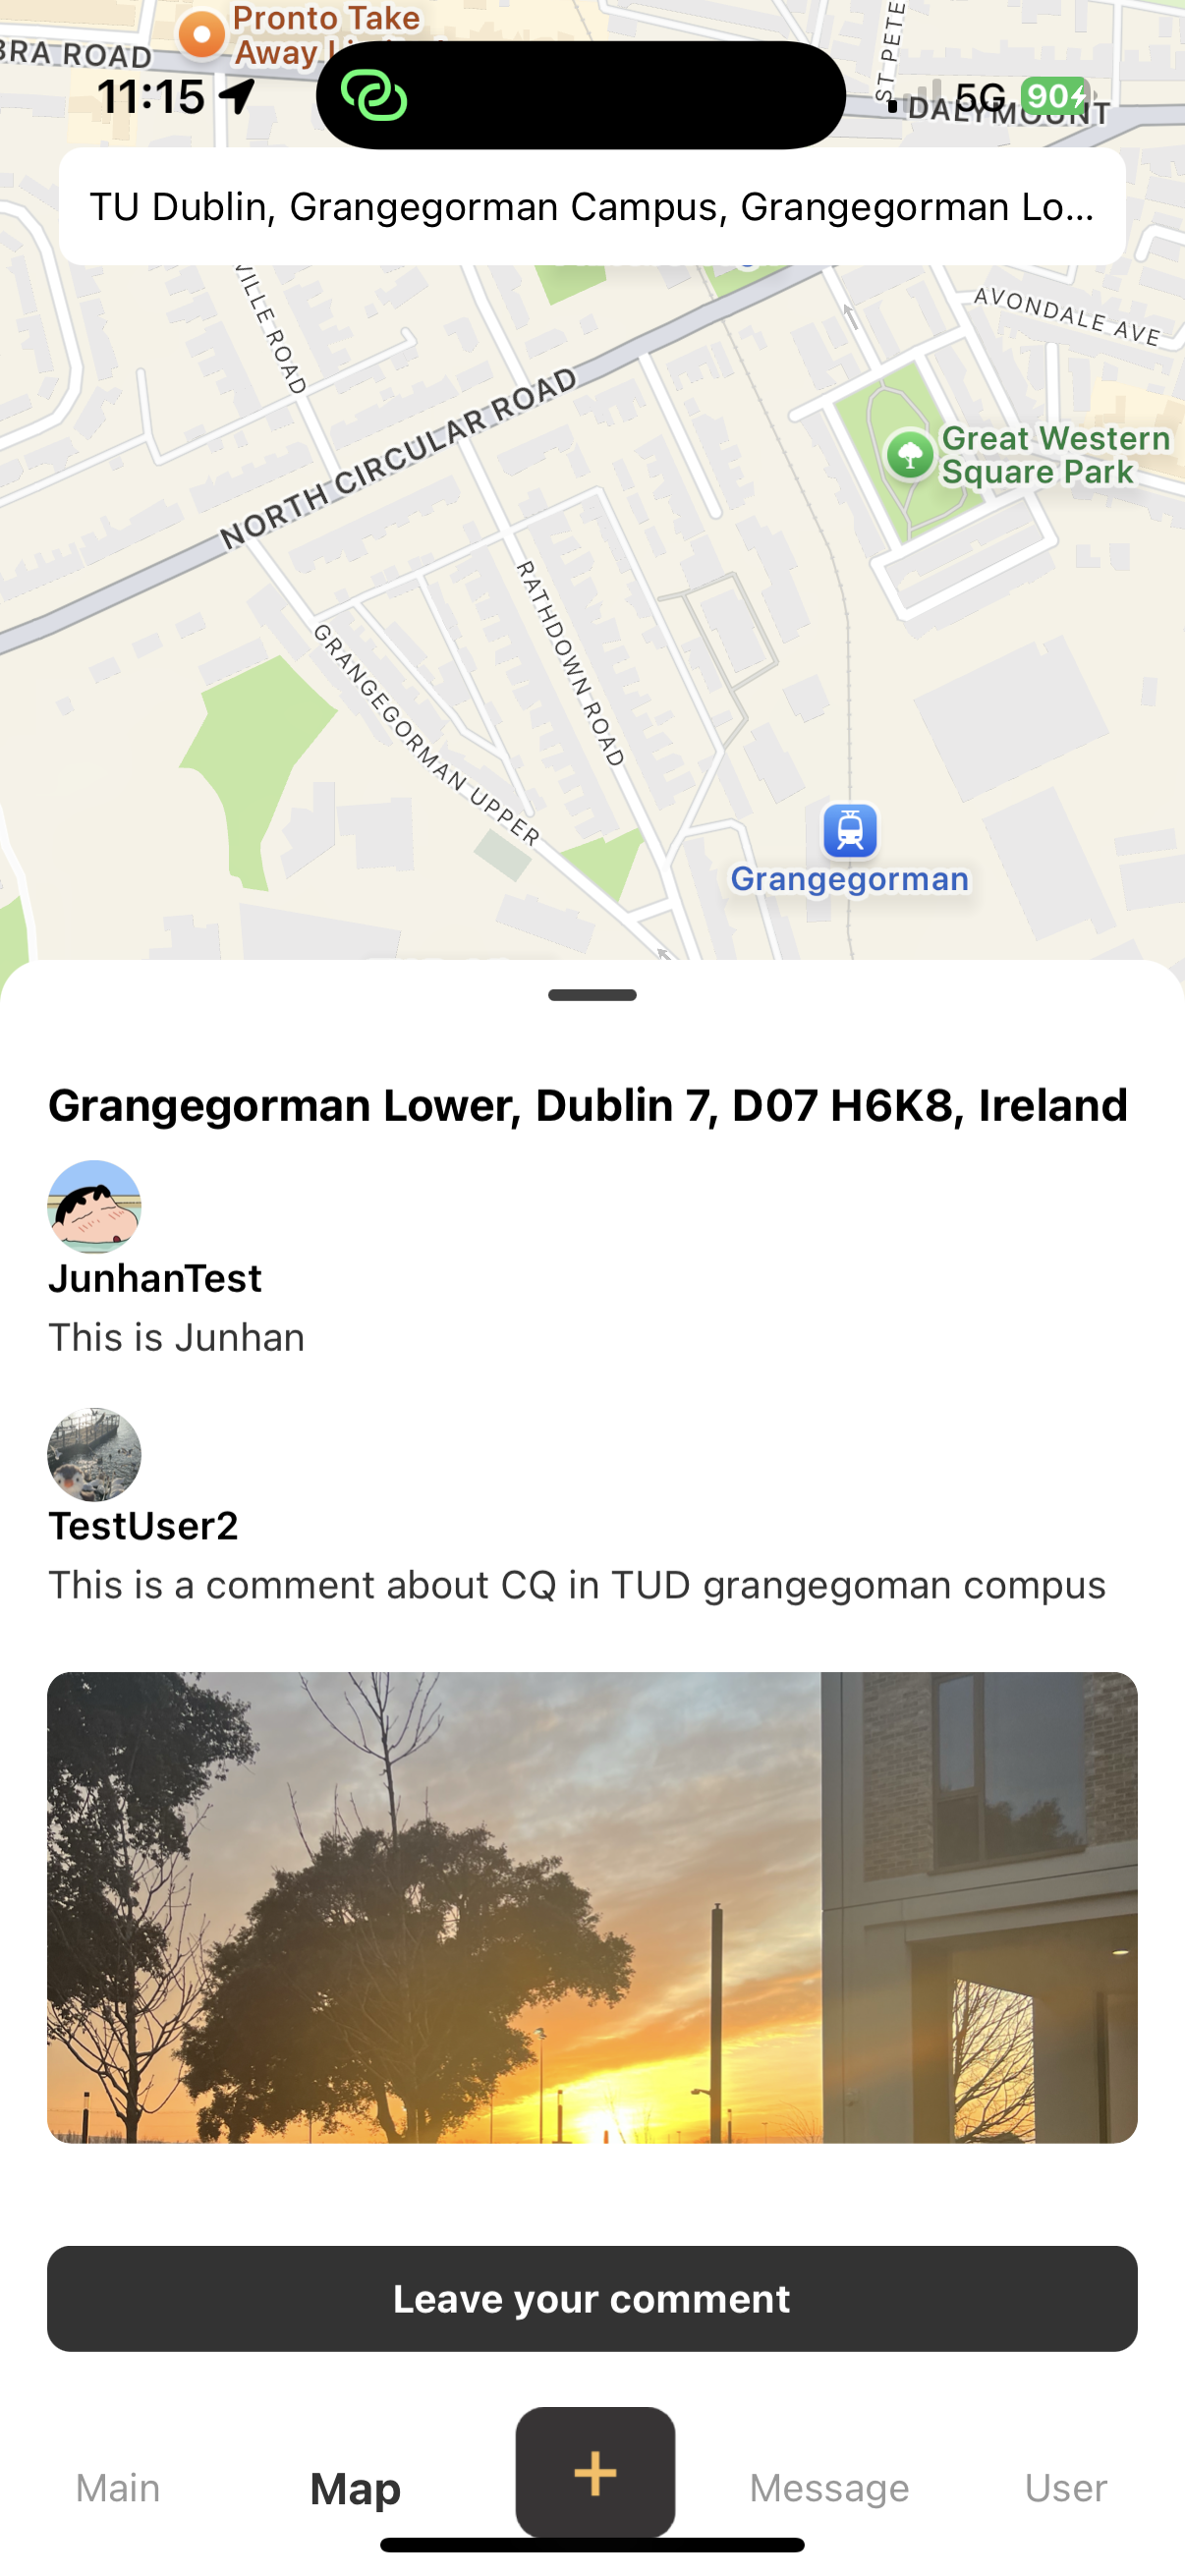 Pronto Take
BRA ROAD
Away
ST PETE
11:15
5G
90
DALYMOUNT
TU Dublin, Grangegorman Campus, Grangegorman Lo...
VILLE ROAD
AVONDALE AVE
NORTH CIRCULAR ROAD
Great Western
Square Park
RATHDOWN ROAD
GRANGEGORMAN UPPER
Grangegorman
Grangegorman Lower, Dublin 7, D07 H6K8, Ireland
JunhanTest
This is Junhan
TestUser2
This is a comment about CQ in TUD grangegoman compus
Leave your comment
+
Main
Map
Message
User